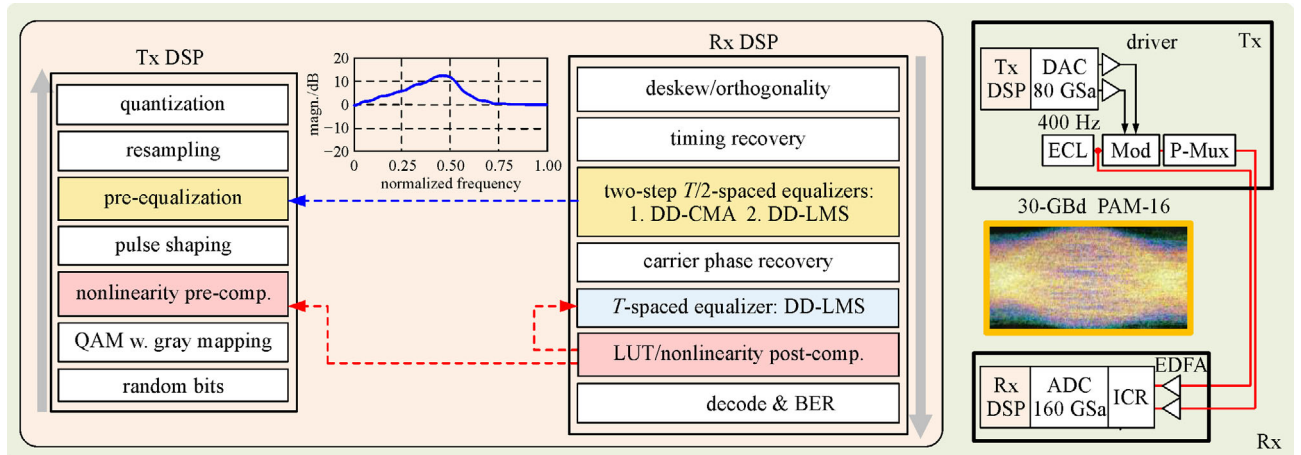 Tx DSP
quantization
resampling
pre-equalization
pulse shaping
nonlinearity pre-comp.
QAM w. gray mapping
random bits
magn./dB
20
10
0
−10
−20
0 0.25 0.50 0.75 1.00
normalized frequency
Rx DSP
deskew/orthogonality
timing recovery
two-step T/2-spaced equalizers:
1. DD-CMA 2. DD-LMS
carrier phase recovery
T-spaced equalizer: DD-LMS
LUT/nonlinearity post-comp.
decode & BER
driver
Tx
Tx
DSP
DAC
80 GSa
400 Hz
ECL
Mod
P-Mux
30-GBd PAM-16
EDFA
Rx
DSP
ADC
160 GSa
ICR
Rx